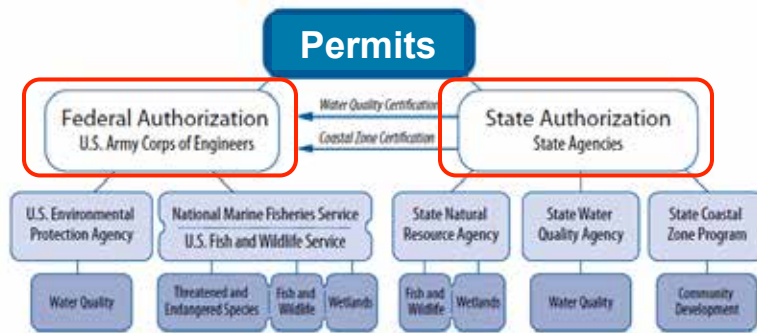 Permits
Federal Authorization
U.S. Army Corps of Engineers
Water Quality Certification
Coastal Zone Certification
State Authorization
State Agencies
U.S. Environmental
Protection Agency
National Marine Fisheries Service
U.S. Fish and Wildlife Service
State Natural
Resource Agency
State Water
Quality Agency
State Coastal
Zone Program
Water Quality
Threatened and
Endangered Species
Fish and
Wildlife
Wetlands
Fish and
Wildlife
Wetlands
Water Quality
Community
Development